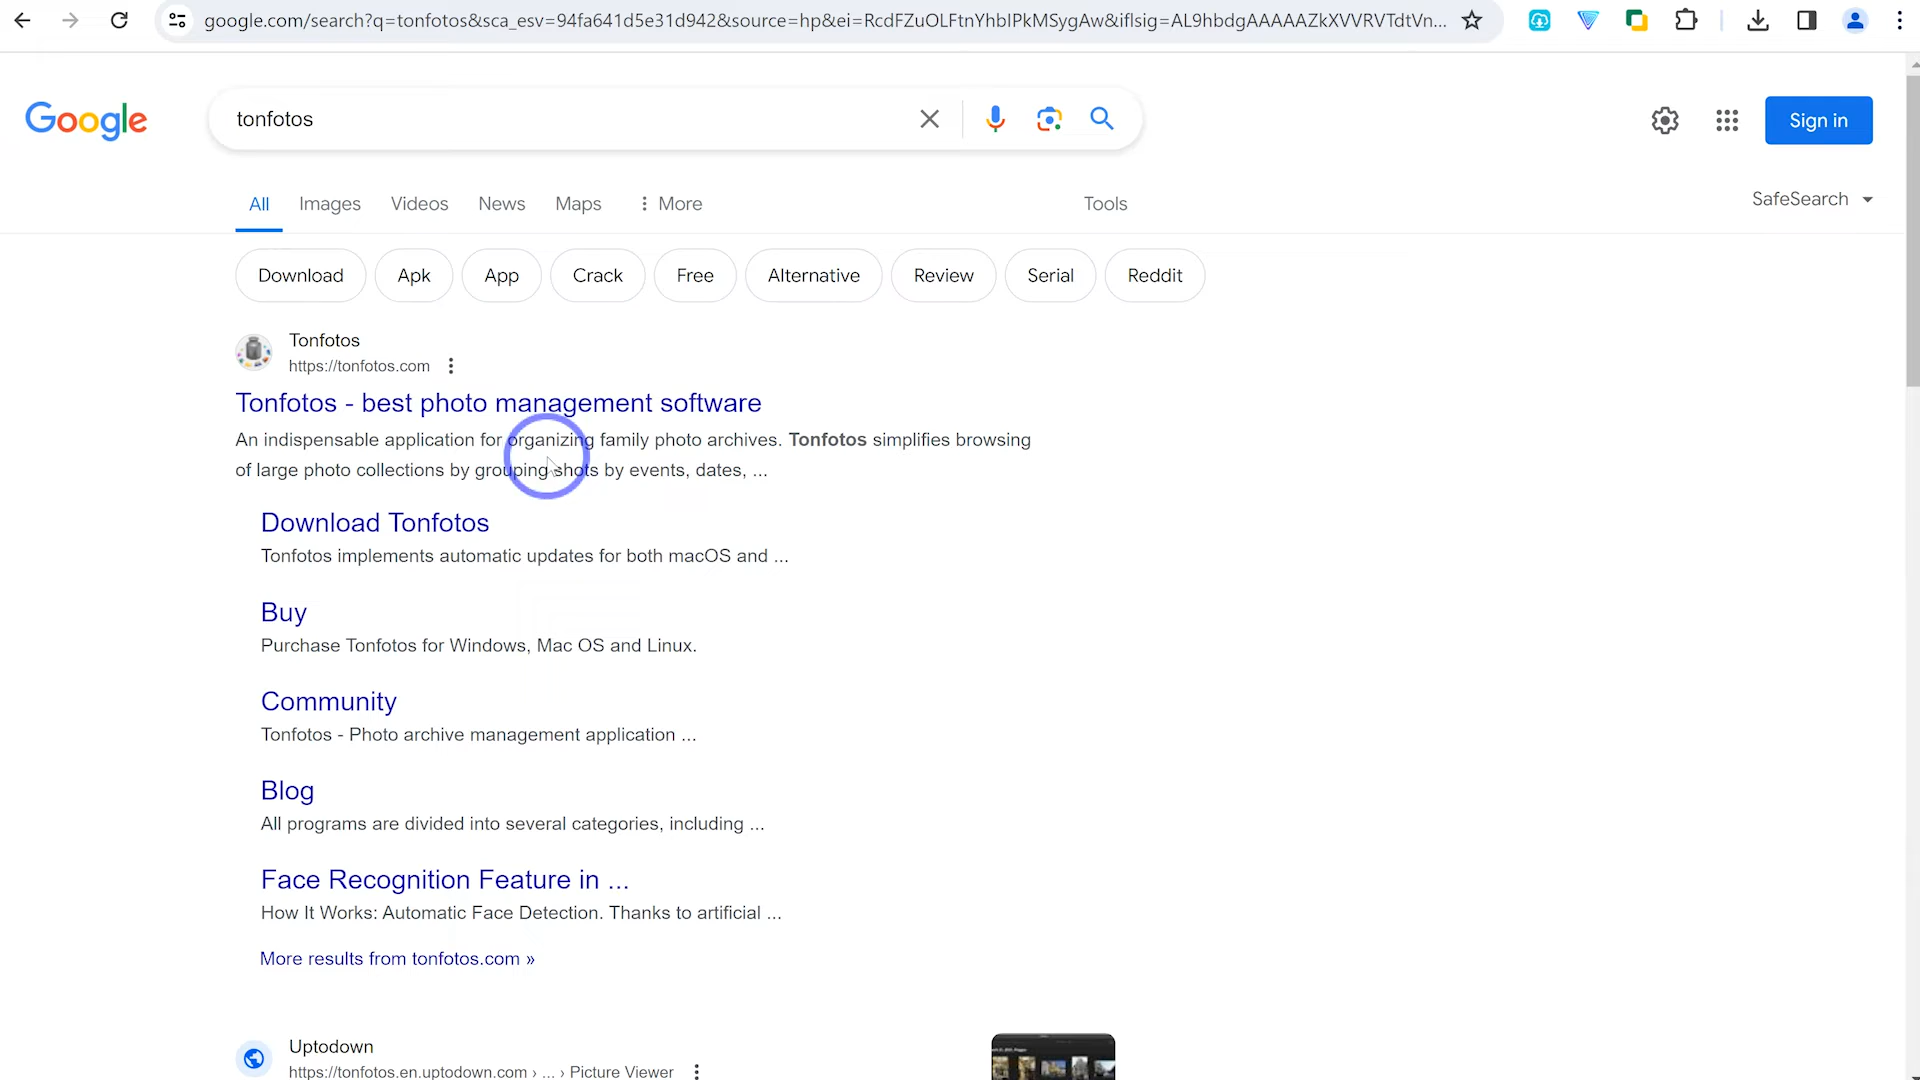 google.com/search?q=tonfotos&sca_esv=94fa641d5e31d942&source=hp&ei=RcdFZuOLFtnYhbIPkMSygAw&iflsig=AL9hbdgAAAAAZkXVVRVTdtVn...
Google
tonfotos
Sign in
All Images Videos News Maps More Tools
SafeSearch
Download Apk App Crack Free Alternative Review Serial Reddit
Tonfotos
https://tonfotos.com
Tonfotos - best photo management software
An indispensable application for organizing family photo archives. Tonfotos simplifies browsing
of large photo collections by grouping shots by events, dates, ...
Download Tonfotos
Tonfotos implements automatic updates for both macOS and ...
Buy
Purchase Tonfotos for Windows, Mac OS and Linux.
Community
Tonfotos - Photo archive management application ...
Blog
All programs are divided into several categories, including ...
Face Recognition Feature in ...
How It Works: Automatic Face Detection. Thanks to artificial ...
More results from tonfotos.com »
Uptodown
https://tonfotos.en.uptodown.com › ... › Picture Viewer